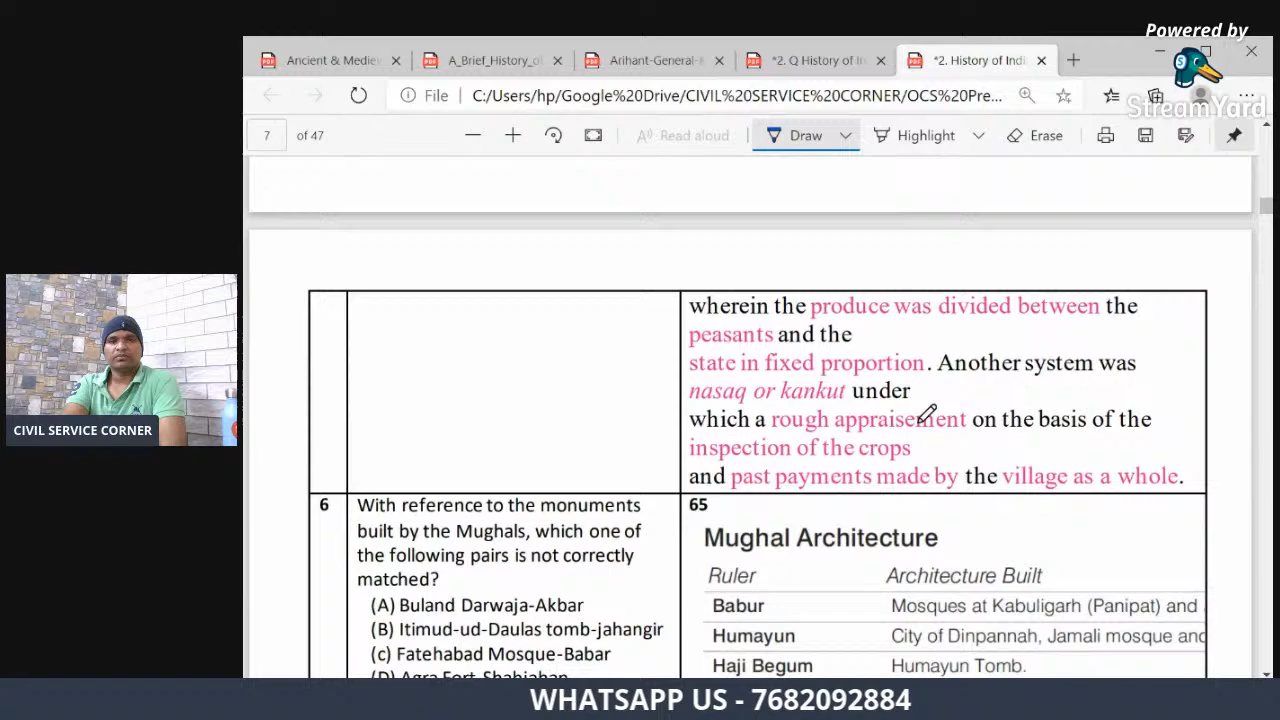 Powered by
StreamYard
Ancient & Mediev
A_Brief_History_o
Arihant-General-
*2. Q History of In
*2. History of Indi
File C:/Users/hp/Google%20Drive/CIVIL%20SERVICE%20CORNER/OCS%20Pre...
7 of 47
Read aloud
Draw
Highlight
Erase
wherein the produce was divided between the
peasants and the
state in fixed proportion. Another system was
nasaq or kankut under
which a rough appraisement on the basis of the
inspection of the crops
and past payments made by the village as a whole.
6 With reference to the monuments
built by the Mughals, which one of
the following pairs is not correctly
matched?
(A) Buland Darwaja-Akbar
(B) Itimud-ud-Daulas tomb-jahangir
(c) Fatehabad Mosque-Babar
(D) Agra Fort-Shahjahan
65
Mughal Architecture
Ruler Architecture Built
Babur Mosques at Kabuligarh (Panipat) and
Humayun City of Dinpannah, Jamali mosque and
Haji Begum Humayun Tomb.
CIVIL SERVICE CORNER
WHATSAPP US - 7682092884